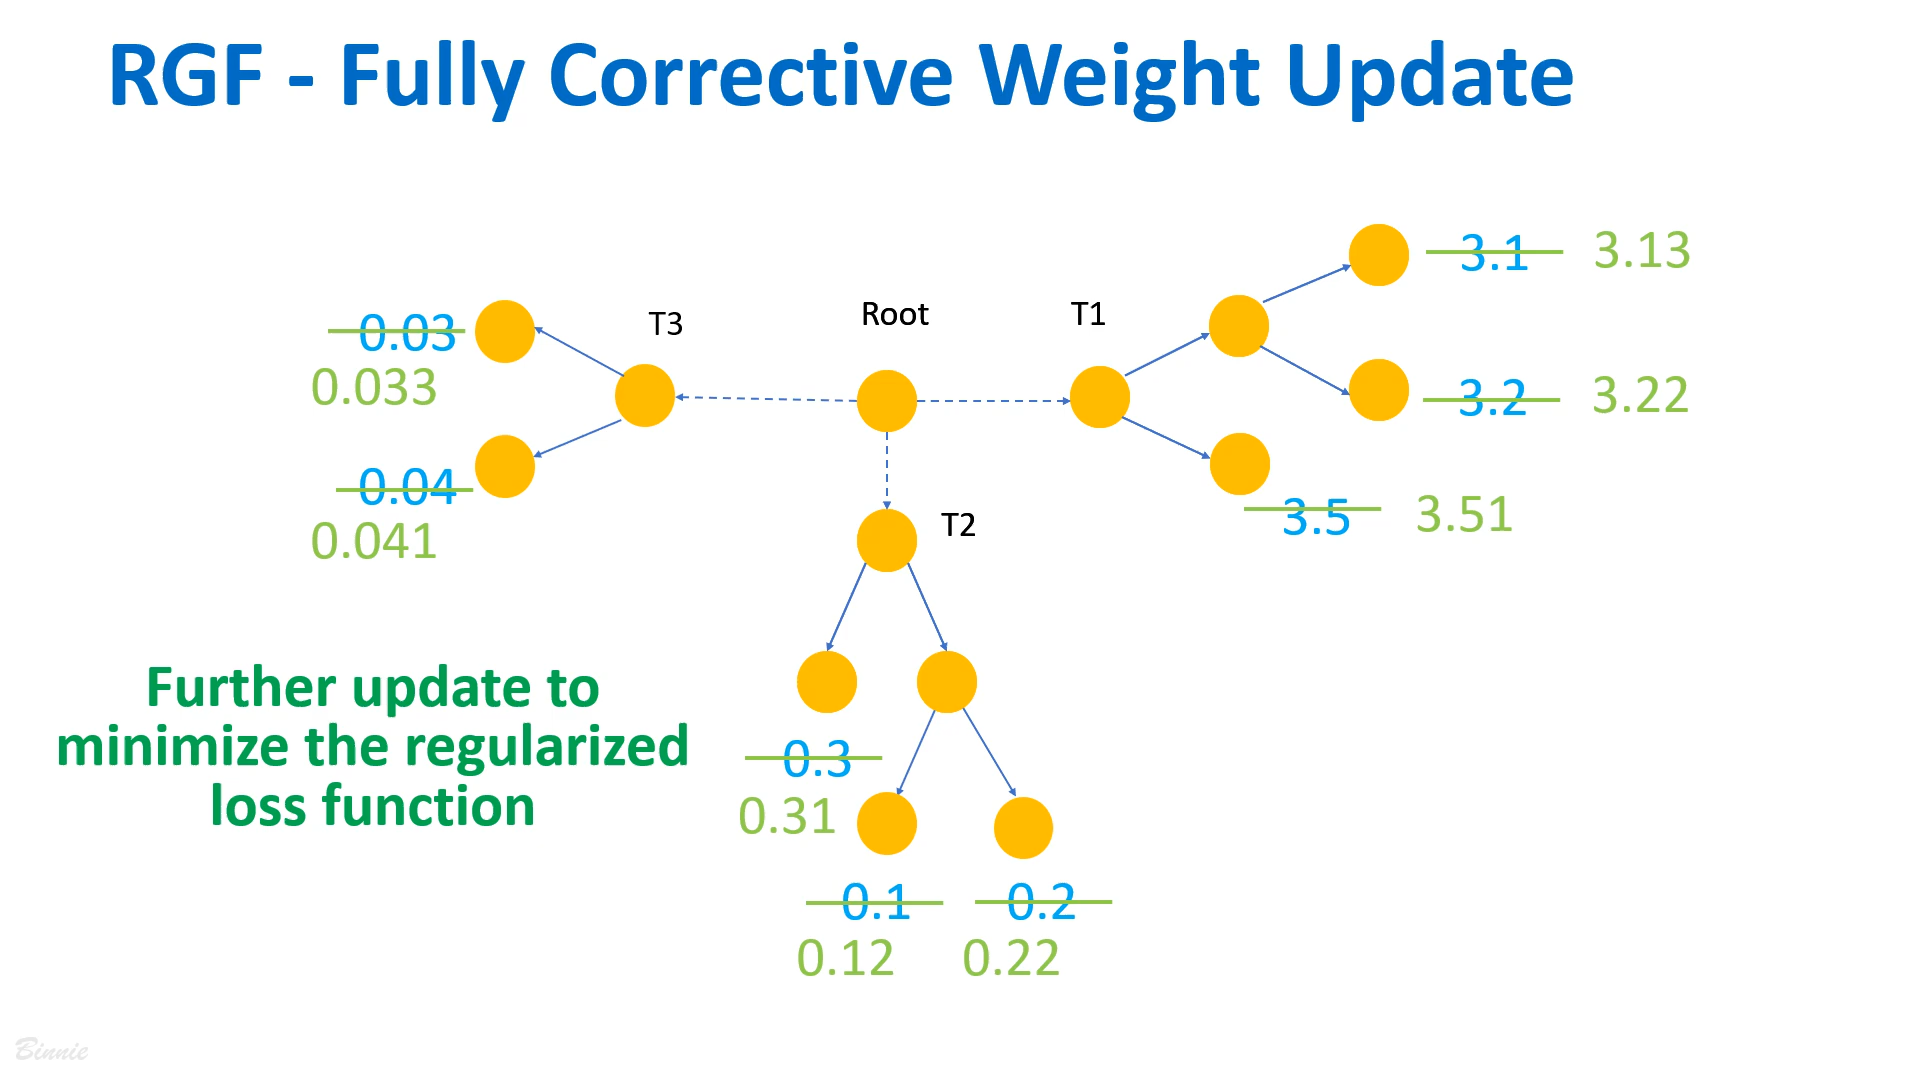 RGF - Fully Corrective Weight Update
3.1 3.13
T3
Root
T1
0.03
0.033
3.2 3.22
0.04
0.041
3.5 3.51
T2
Further update to
minimize the regularized
loss function
0.3
0.31
0.1 0.2
0.12 0.22
Binnie